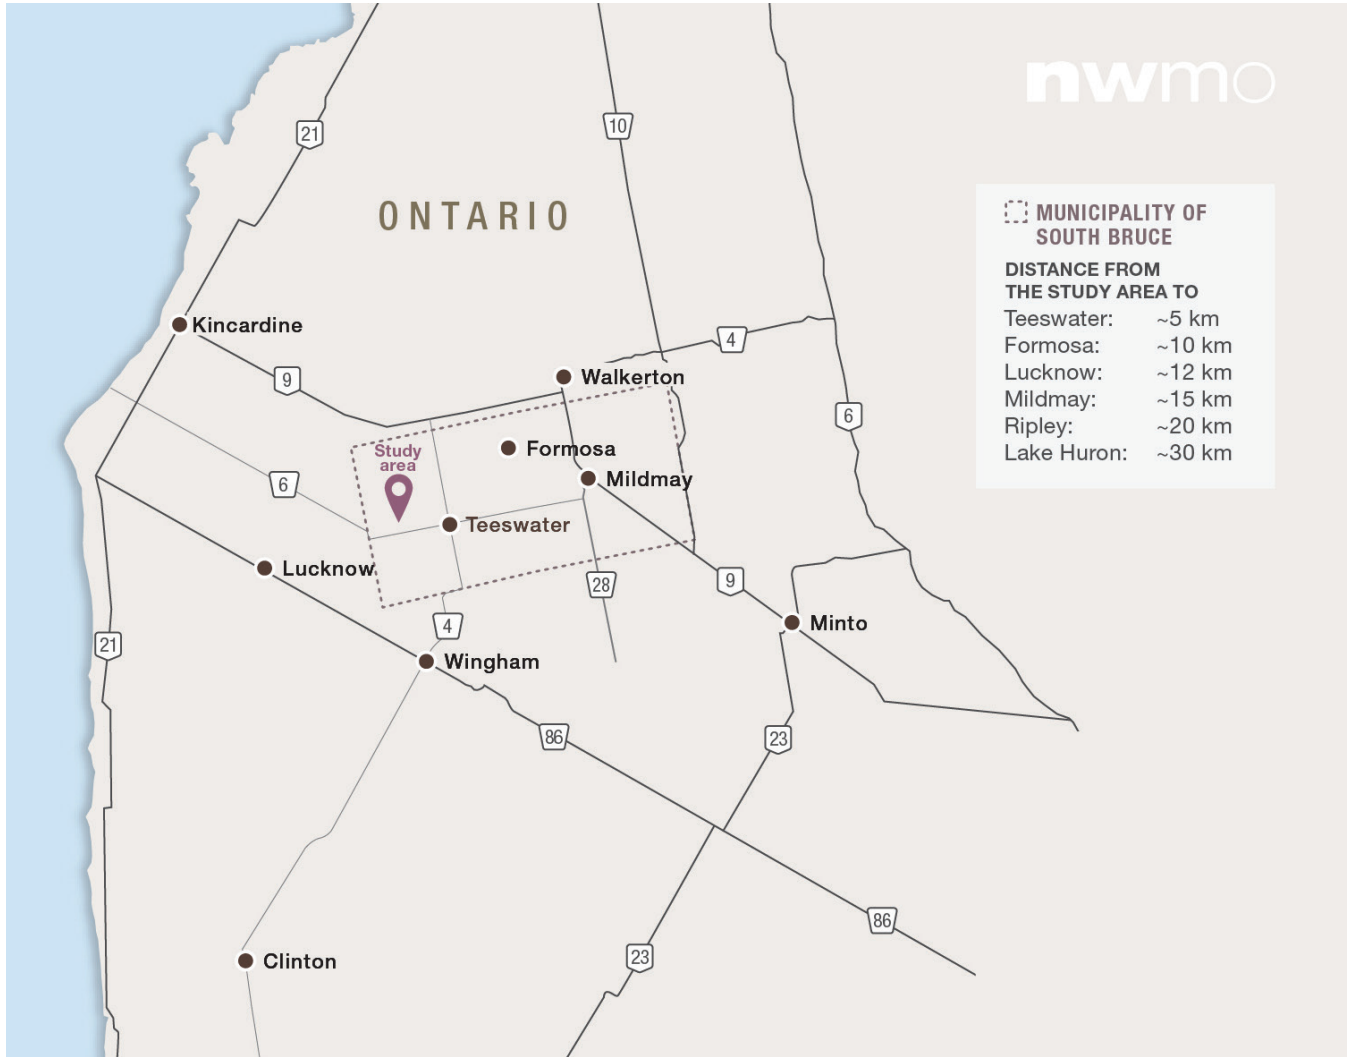 nwmo
21
10
ONTARIO
MUNICIPALITY OF
SOUTH BRUCE
DISTANCE FROM
THE STUDY AREA TO
Teeswater: ~5 km
Formosa: ~10 km
Lucknow: ~12 km
Mildmay: ~15 km
Ripley: ~20 km
Lake Huron: ~30 km
Kincardine
4
9
Walkerton
6
Formosa
Study
area
6
Mildmay
Teeswater
Lucknow
28
9
4
Minto
21
Wingham
86
23
86
23
Clinton